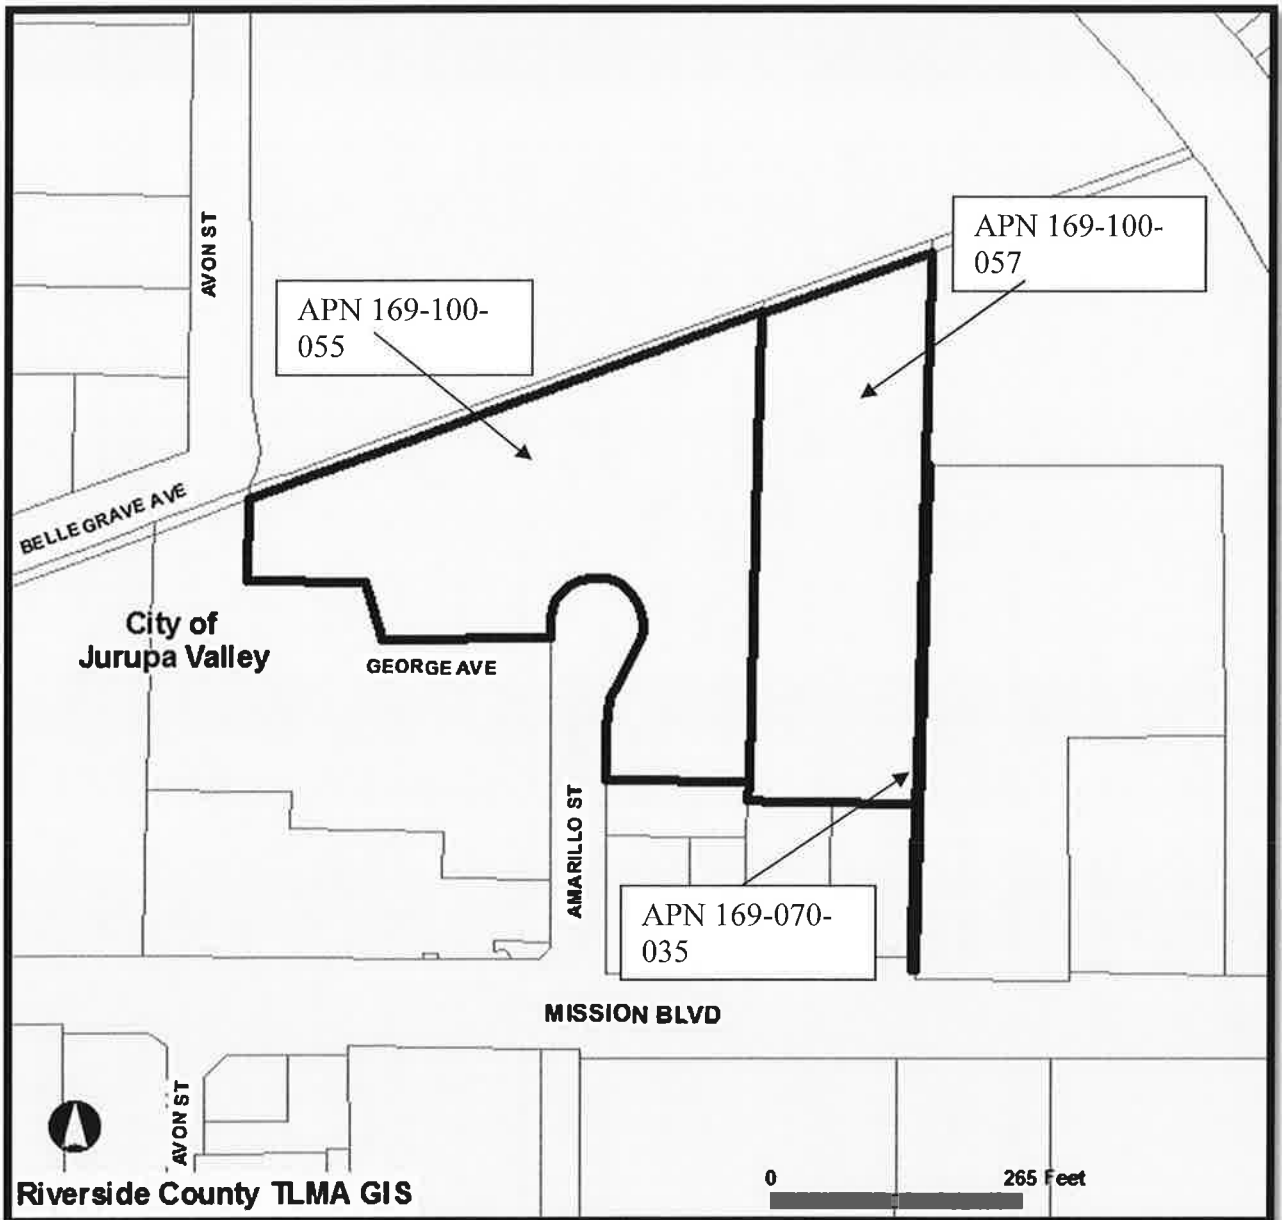 AVON ST
APN 169-100-
057
APN 169-100-
055
BELLEGRAVE AVE
City of
Jurupa Valley
GEORGE AVE
AMARILLO ST
APN 169-070-
035
MISSION BLVD
AVON ST
Riverside County TLMA GIS
0 265 Feet